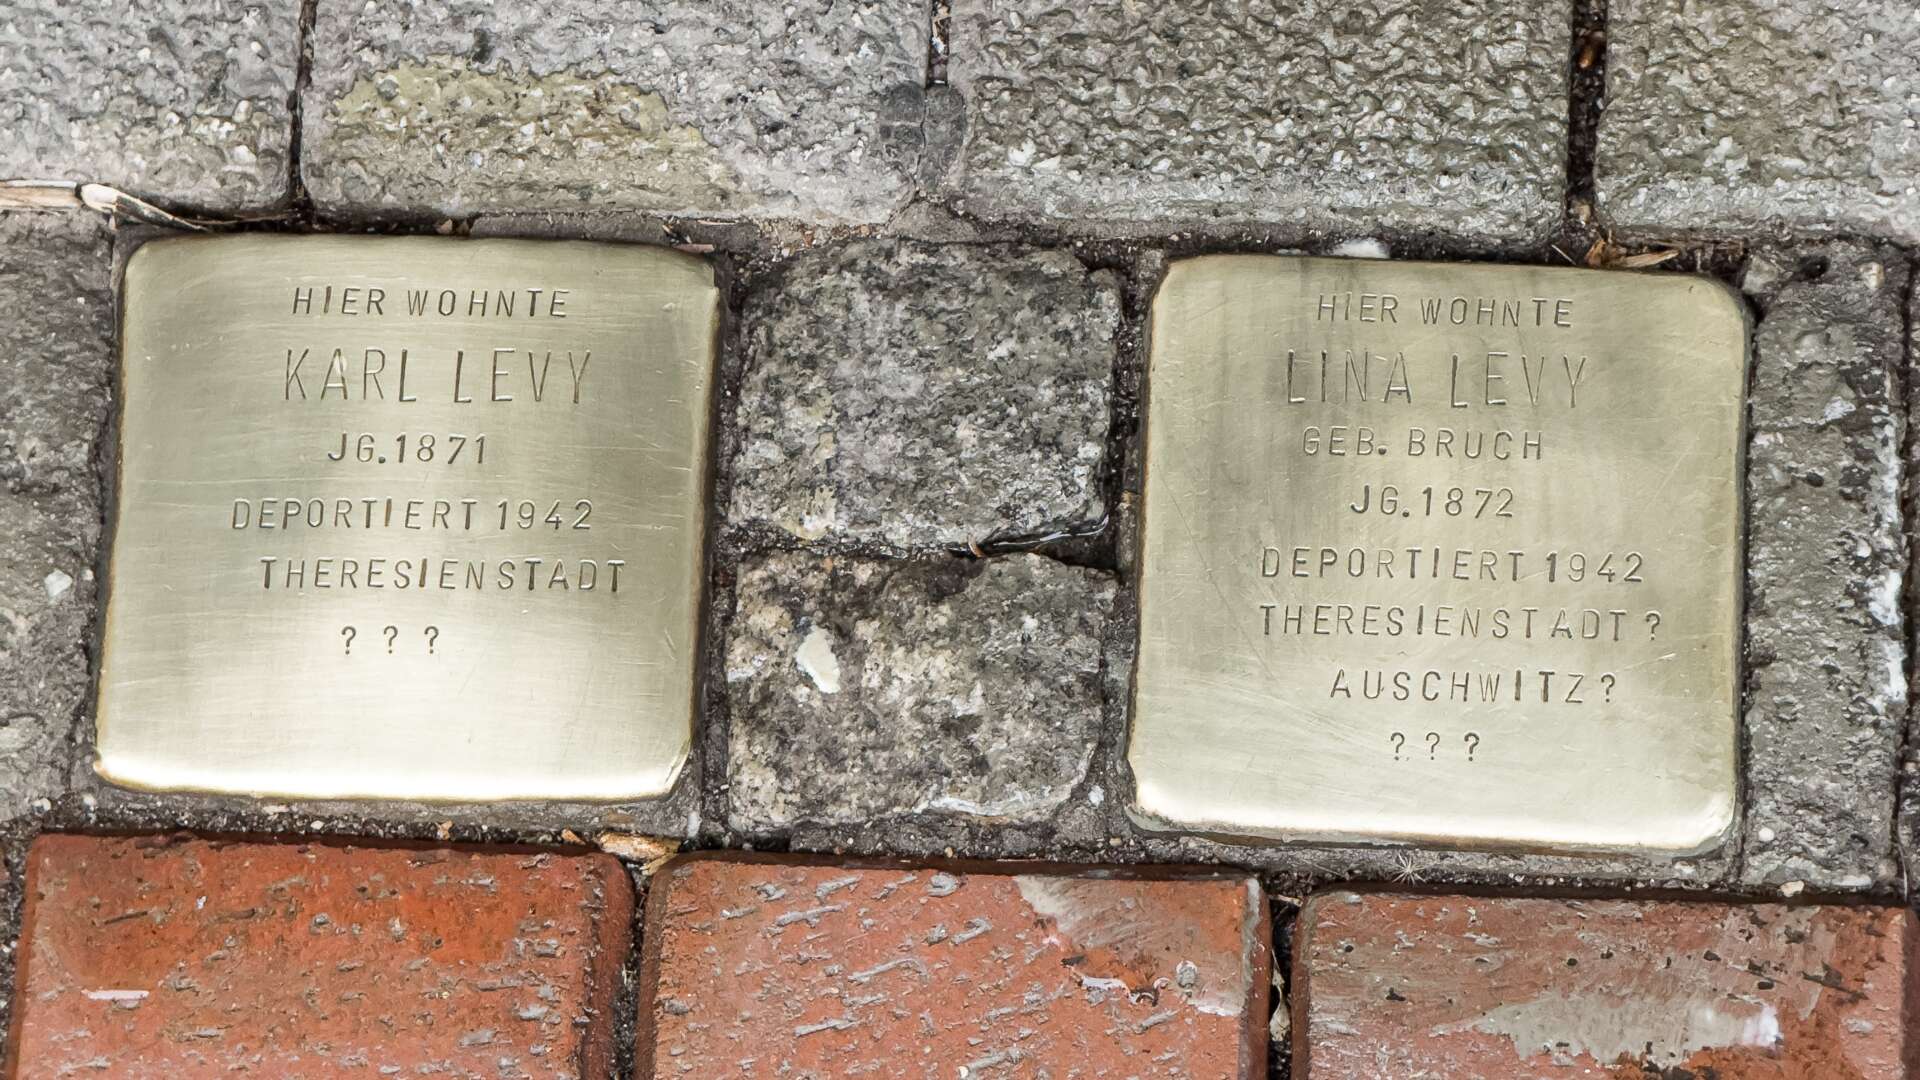 HIER WOHNTE
KARL LEVY
JG.1871
DEPORTIERT 1942
THERESIENSTADT
? ? ?
HIER WOHNTE
LINA LEVY
GEB. BRUCH
JG.1872
DEPORTIERT 1942
THERESIENSTADT ?
AUSCHWITZ?
? ? ?